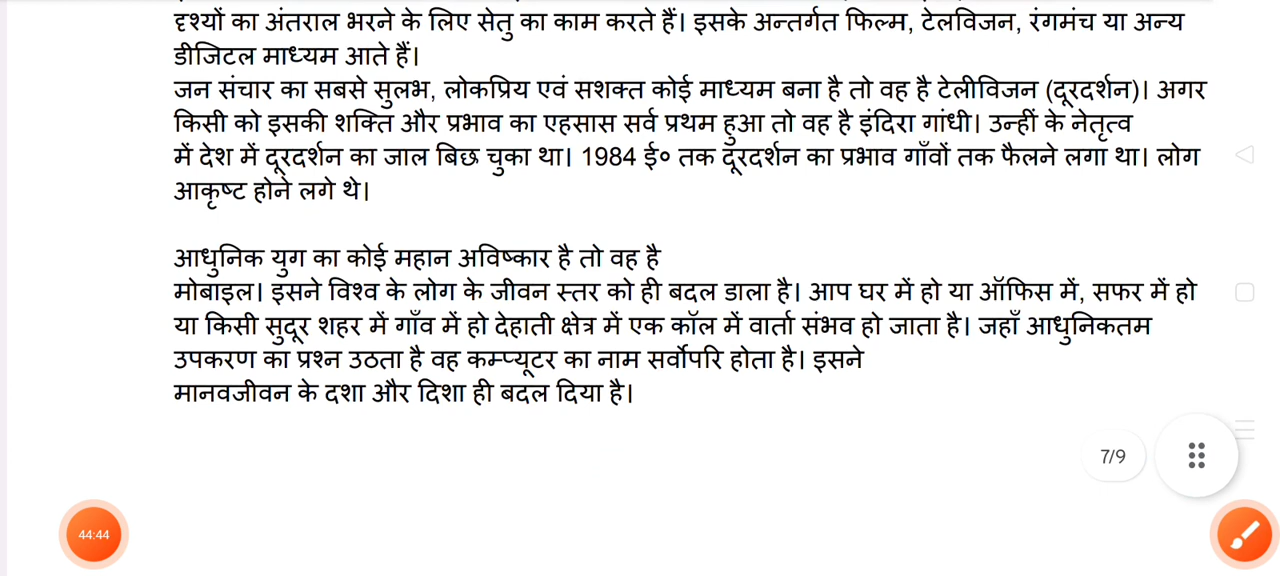 दृश्यों का अंतराल भरने के लिए सेतु का काम करते हैं। इसके अन्तर्गत फिल्म, टेलविजन, रंगमंच या अन्य
डीजिटल माध्यम आते हैं।
जन संचार का सबसे सुलभ, लोकप्रिय एवं सशक्त कोई माध्यम बना है तो वह है टेलीविजन (दूरदर्शन)। अगर
किसी को इसकी शक्ति और प्रभाव का एहसास सर्व प्रथम हुआ तो वह है इंदिरा गांधी। उन्हीं के नेतृत्व
में देश में दूरदर्शन का जाल बिछ चुका था। 1984 ई० तक दूरदर्शन का प्रभाव गाँवों तक फैलने लगा था। लोग
आकृष्ट होने लगे थे।
आधुनिक युग का कोई महान अविष्कार है तो वह है
मोबाइल। इसने विश्व के लोग के जीवन स्तर को ही बदल डाला है। आप घर में हो या ऑफिस में, सफर में हो
या किसी सुदूर शहर में गाँव में हो देहाती क्षेत्र में एक कॉल में वार्ता संभव हो जाता है। जहाँ आधुनिकतम
उपकरण का प्रश्न उठता है वह कम्प्यूटर का नाम सर्वोपरि होता है। इसने
मानवजीवन के दशा और दिशा ही बदल दिया है।
7/9
44:44